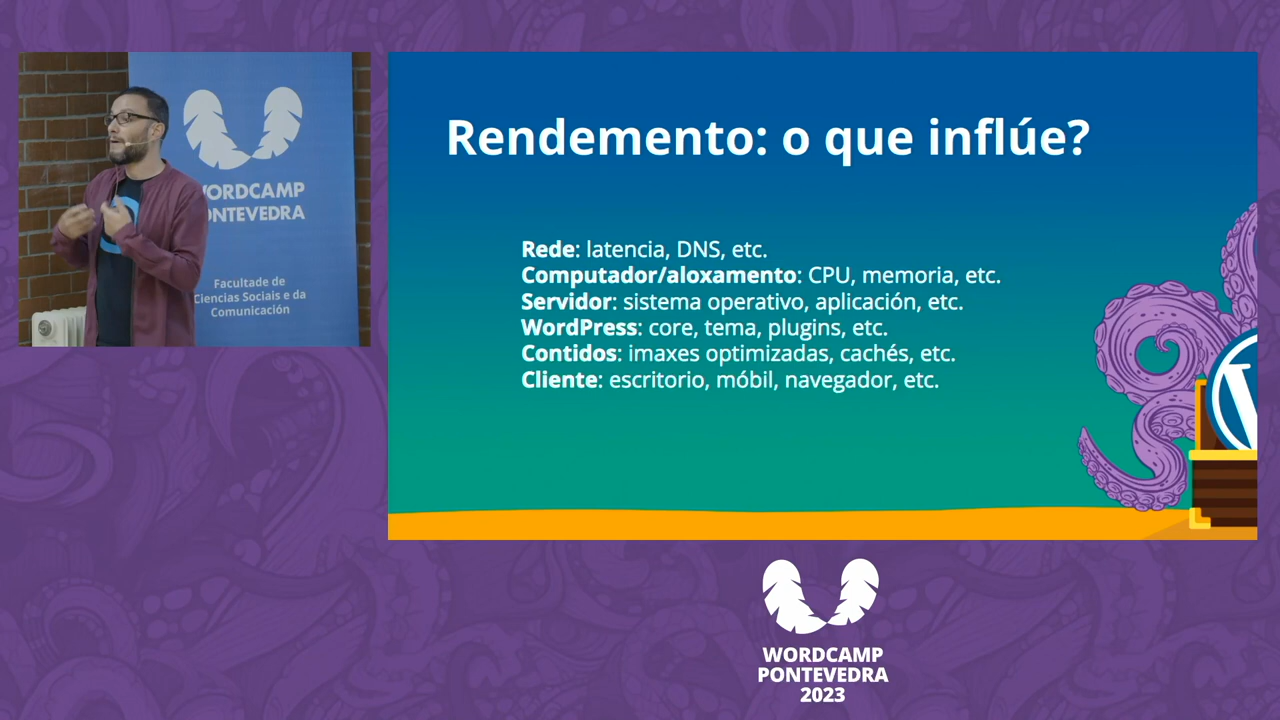 WORDCAMP
PONTEVEDRA
Facultade de
Ciencias Sociais e da
Comunicación
Rendemento: o que inflúe?
Rede: latencia, DNS, etc.
Computador/aloxamento: CPU, memoria, etc.
Servidor: sistema operativo, aplicación, etc.
WordPress: core, tema, plugins, etc.
Contidos: imaxes optimizadas, cachés, etc.
Cliente: escritorio, móbil, navegador, etc.
WORDCAMP
PONTEVEDRA
2023